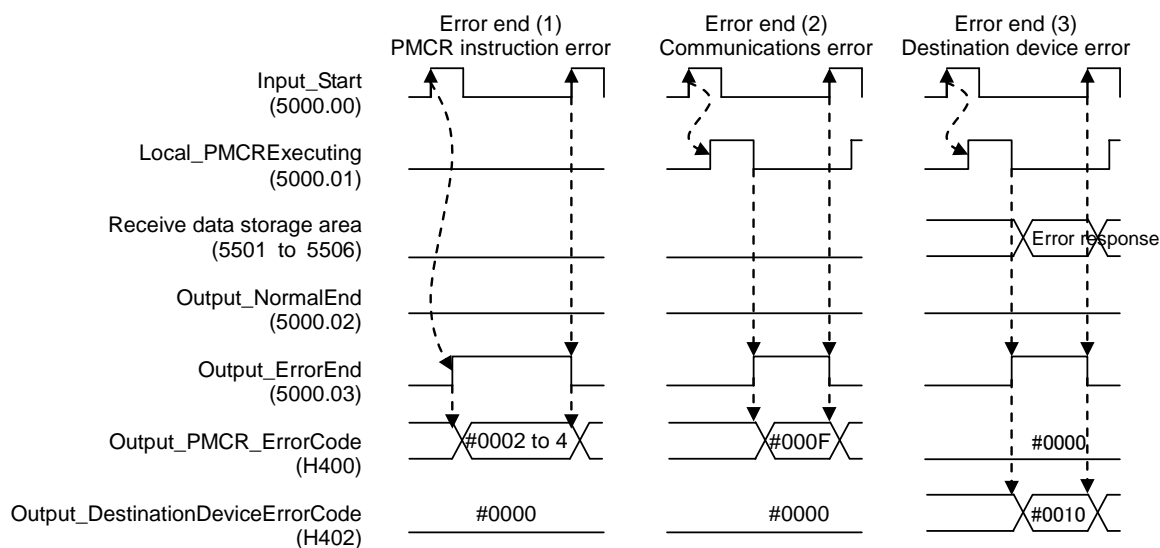 Error end (1)
PMCR instruction error
Error end (2)
Communications error
Error end (3)
Destination device error
Input_Start
(5000.00)
Local_PMCRExecuting
(5000.01)
Receive data storage area
(5501 to 5506)
Error response
Output_NormalEnd
(5000.02)
Output_ErrorEnd
(5000.03)
Output_PMCR_ErrorCode
(H400)
#0002 to 4
#000F
#0000
Output_DestinationDeviceErrorCode
(H402)
#0000
#0000
#0010